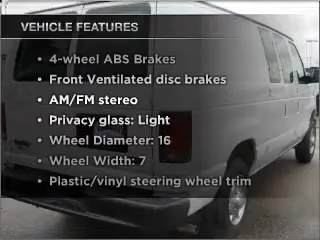 VEHICLE FEATURES
• 4-wheel ABS Brakes
• Front Ventilated disc brakes
• AM/FM stereo
• Privacy glass: Light
• Wheel Diameter: 16
• Wheel Width: 7
• Plastic/vinyl steering wheel trim